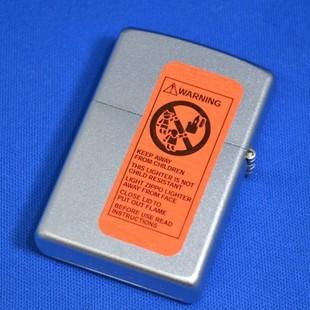 WARNING
KEEP AWAY
FROM CHILDREN
THIS LIGHTER IS NOT
CHILD RESISTANT
LIGHT ZIPPO LIGHTER
AWAY FROM FACE
CLOSE LID TO
PUT OUT FLAME
BEFORE USE READ
INSTRUCTIONS